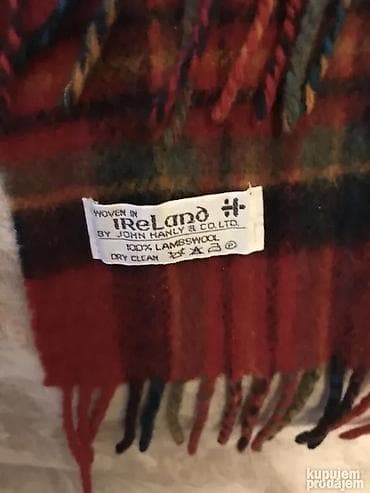 WOVEN IN
IReLand
BY JOHN HANLY & CO. LTD.
100% LAMBSWOOL
DRY CLEAN Ⓟ
kupujem
prodajem